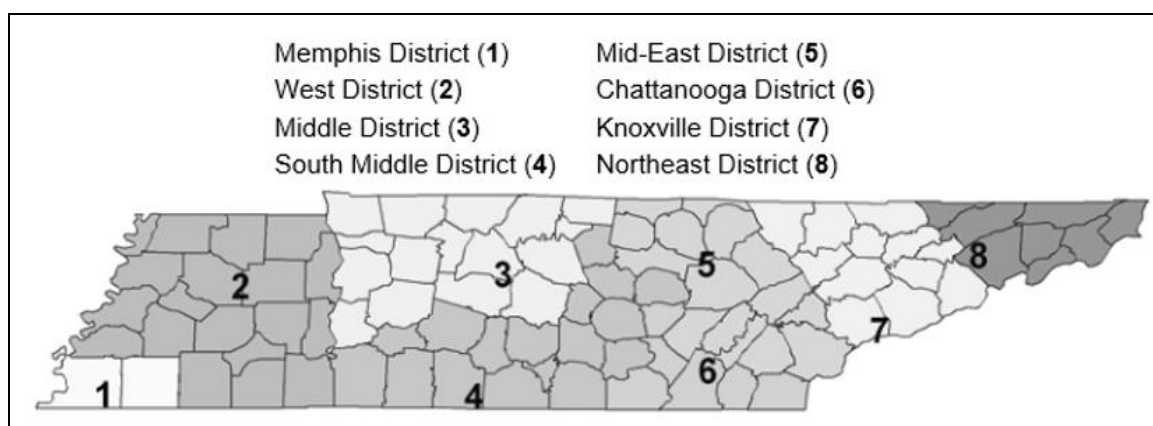 Memphis District (1)
West District (2)
Middle District (3)
South Middle District (4)
Mid-East District (5)
Chattanooga District (6)
Knoxville District (7)
Northeast District (8)
1
2
3
4
5
6
7
8